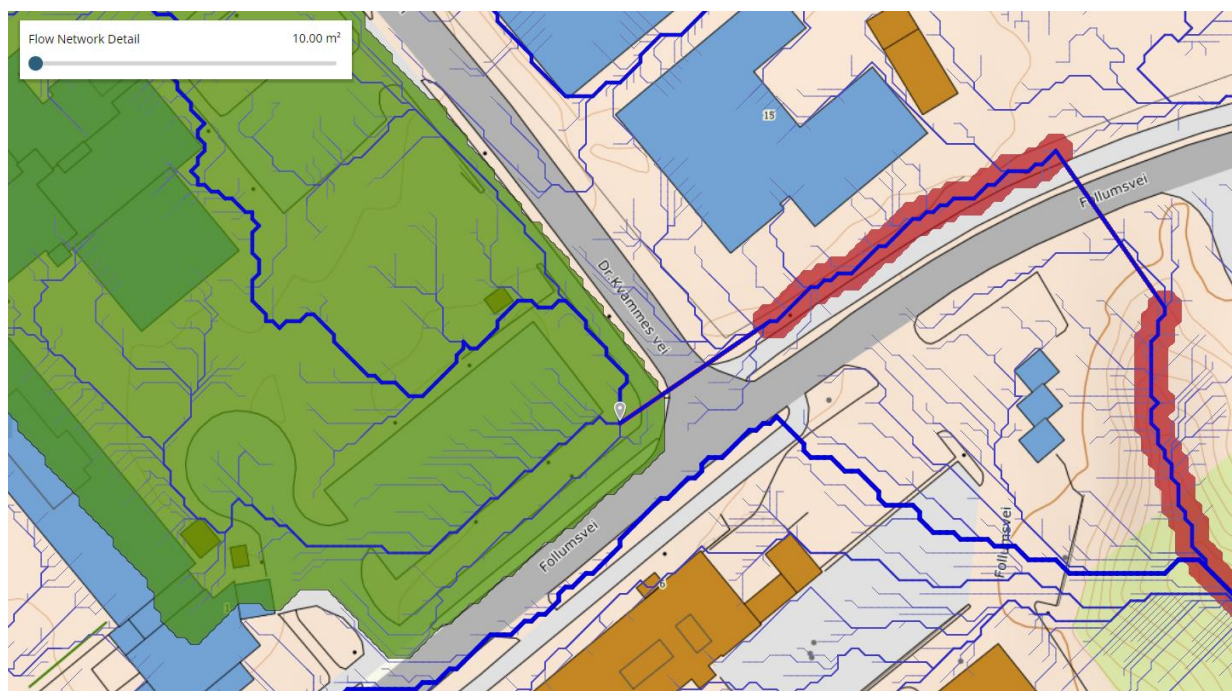 Flow Network Detail 10.00 m²
15
Follumsvei
Dr. Kvammes vei
Follumsvei
Follumsvei
6